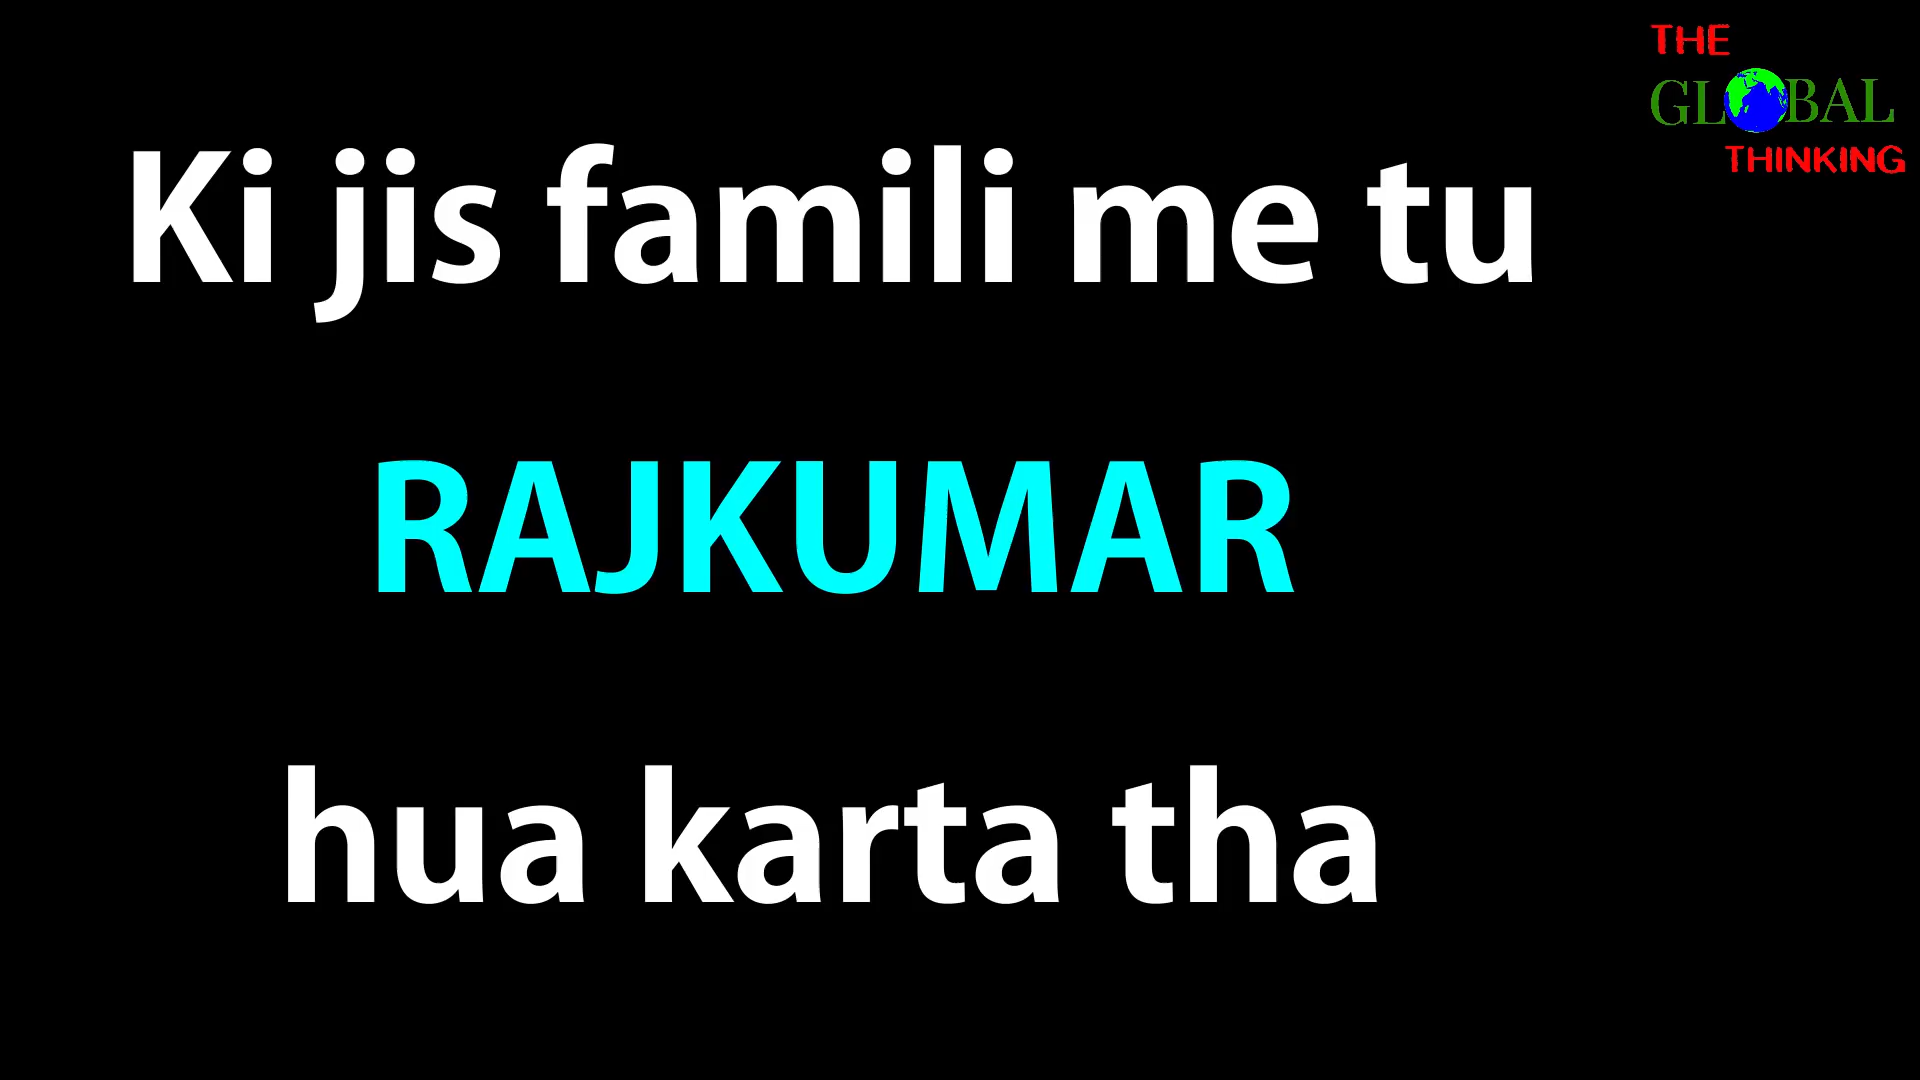 THE
GLOBAL
THINKING
Ki jis famili me tu
RAJKUMAR
hua karta tha